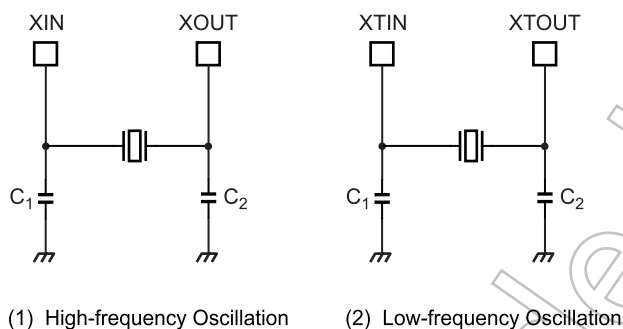 XIN XOUT XTIN XTOUT
C1 C2 C1 C2
(1) High-frequency Oscillation (2) Low-frequency Oscillation